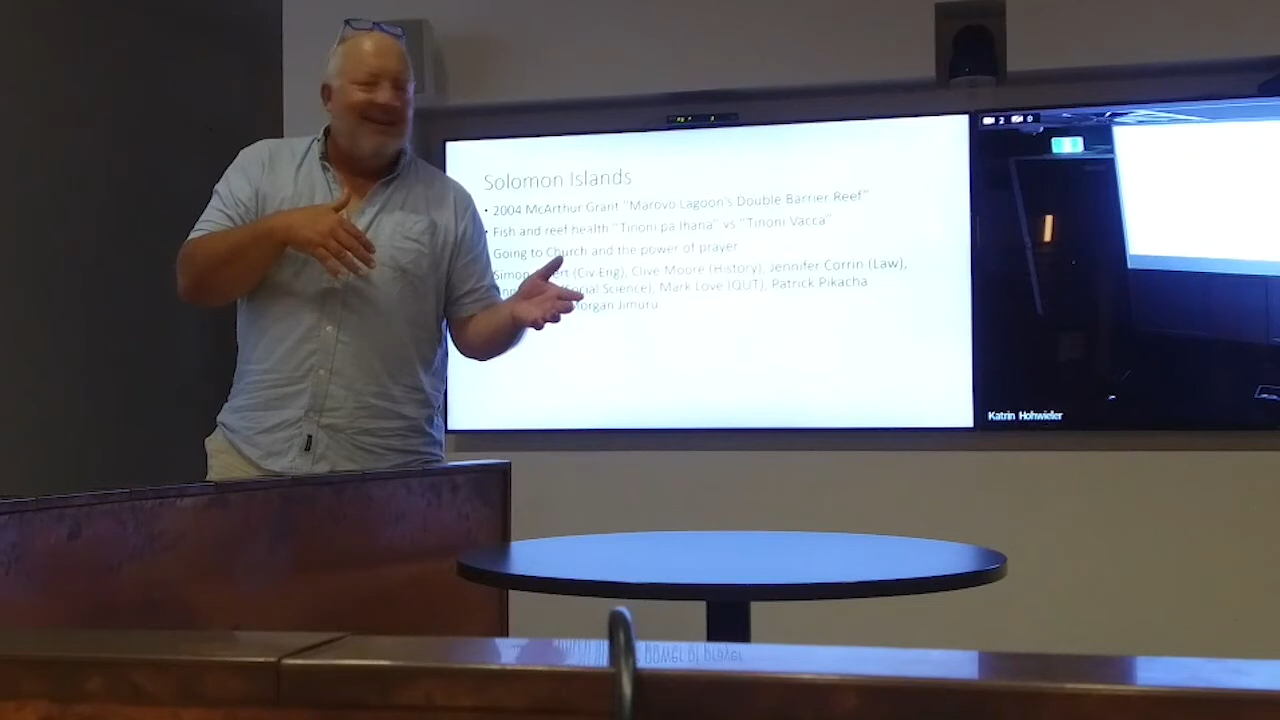 Solomon Islands
• 2004 McArthur Grant "Marovo Lagoon's Double Barrier Reef"
• Fish and reef health "Tinoni pa Ihana" vs "Tinoni Vacca"
Going to Church and the power of prayer
Simon (Civ Eng), Clive Moore (History), Jennifer Corrin (Law),
(Social Science), Mark Love (QUT), Patrick Pikacha
Morgan Jimuru
2 0
Katrin Hohwieler